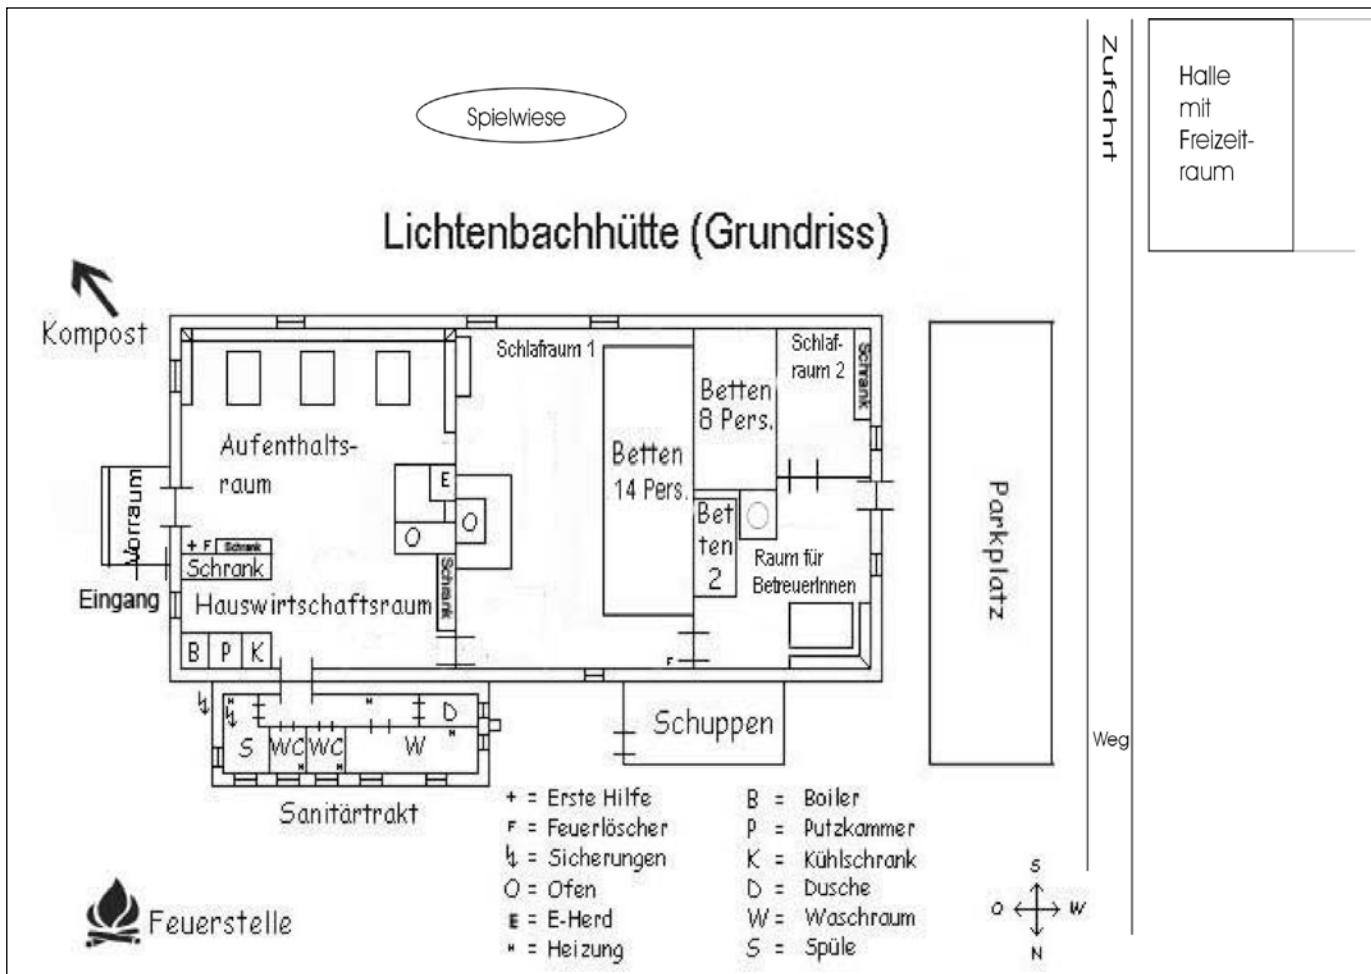 Zufahrt
Halle
mit
Freizeit-
raum
Spielwiese
Lichtenbachhütte (Grundriss)
Kompost
Schlafraum 1
Schlaf-
raum 2
Schrank
Betten
8 Pers.
Aufenthalts-
raum
Betten
14 Pers.
E
Vorraum
O
O
O
Bet
ten
2
Parkplatz
+ F Schrank
Schrank
Raum für
BetreuerInnen
Eingang
Hauswirtschaftsraum
Schrank
B P K
F
D
S WC WC W
Schuppen
Weg
Sanitärtrakt
+ = Erste Hilfe
F = Feuerlöscher
↯ = Sicherungen
O = Ofen
E = E-Herd
H = Heizung
B = Boiler
P = Putzkammer
K = Kühlschrank
D = Dusche
W = Waschraum
S = Spüle
Feuerstelle
S
O W
N